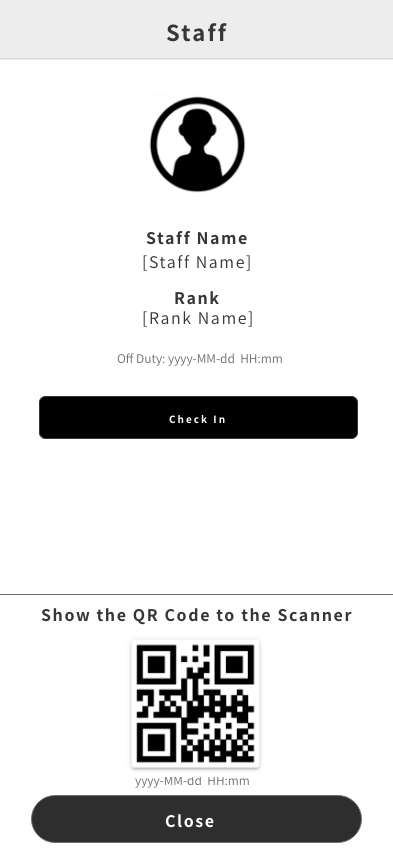 Staff
Staff Name
[Staff Name]
Rank
[Rank Name]
Off Duty: yyyy-MM-dd HH:mm
Check In
Show the QR Code to the Scanner
yyyy-MM-dd HH:mm
Close